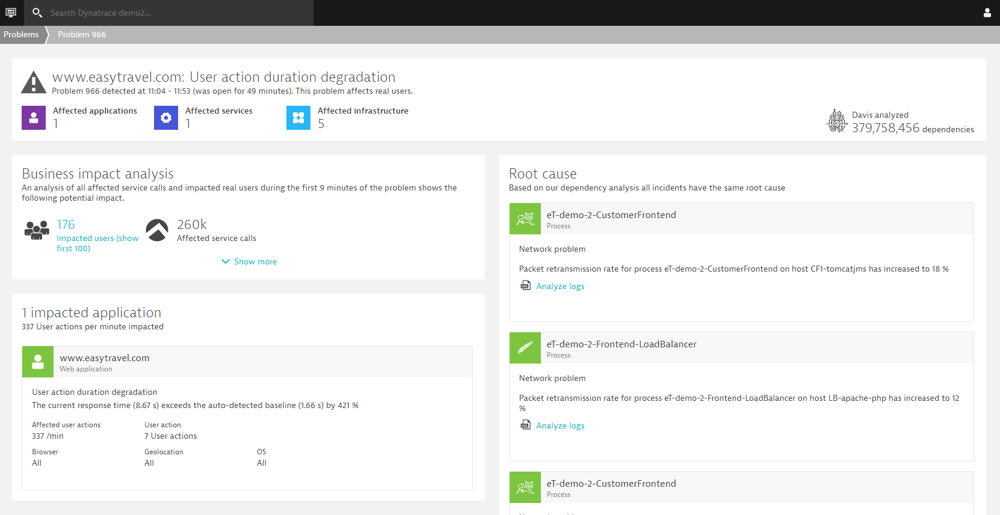 Search Dynatrace demo2...
Problems
Problem 966
www.easytravel.com: User action duration degradation
Problem 966 detected at 11:04 - 11:53 (was open for 49 minutes). This problem affects real users.
Affected applications
1
Affected services
1
Affected infrastructure
5
Davis analyzed
379,758,456 dependencies
Business impact analysis
An analysis of all affected service calls and impacted real users during the first 9 minutes of the problem shows the
following potential impact.
176
Impacted users (show
first 100)
260k
Affected service calls
Show more
1 impacted application
337 User actions per minute impacted
www.easytravel.com
Web application
User action duration degradation
The current response time (8.67 s) exceeds the auto-detected baseline (1.66 s) by 421 %
Affected user actions
337 /min
User action
7 User actions
Browser
All
Geolocation
All
OS
All
Root cause
Based on our dependency analysis all incidents have the same root cause
eT-demo-2-CustomerFrontend
Process
Network problem
Packet retransmission rate for process eT-demo-2-CustomerFrontend on host CF1-tomcatjms has increased to 18 %
LOG
Analyze logs
eT-demo-2-Frontend-LoadBalancer
Process
Network problem
Packet retransmission rate for process eT-demo-2-Frontend-LoadBalancer on host LB-apache-php has increased to 12
%
LOG
Analyze logs
eT-demo-2-CustomerFrontend
Process